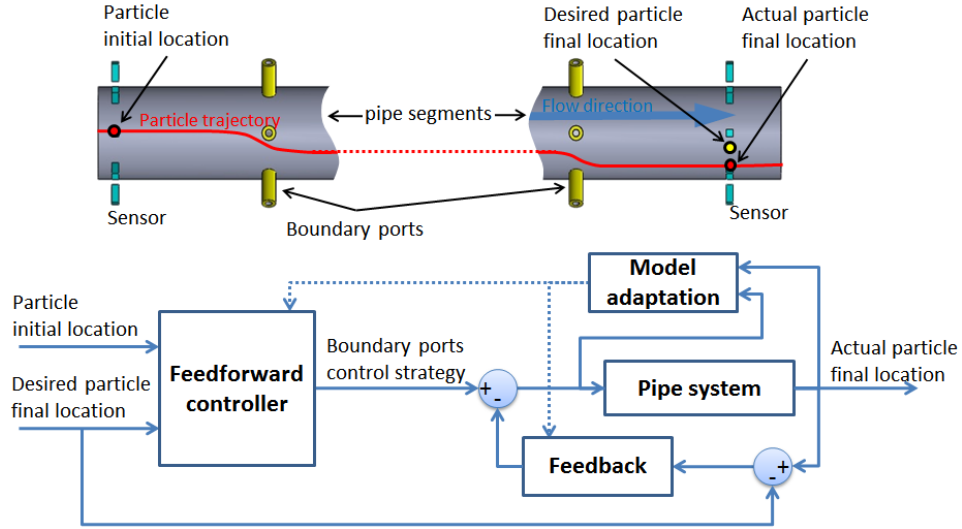 Particle
initial location
Desired particle
final location
Actual particle
final location
Particle trajectory
pipe segments
Flow direction
Sensor
Boundary ports
Sensor
Model
adaptation
Particle
initial location
Desired particle
final location
Feedforward
controller
Boundary ports
control strategy
+
-
Pipe system
Actual particle
final location
Feedback
-
+